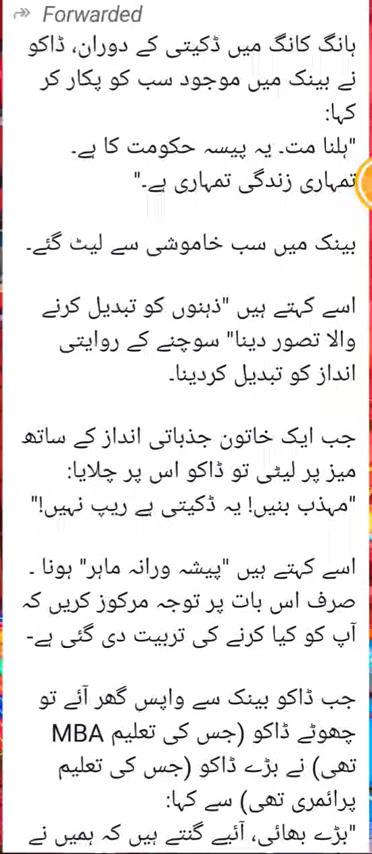 Forwarded
ہانگ کانگ میں ڈکیتی کے دوران، ڈاکو
نے بینک میں موجود سب کو پکار کر
کہا:
"ہلنا مت۔ یہ پیسہ حکومت کا ہے۔
تمہاری زندگی تمہاری ہے۔"
بینک میں سب خاموشی سے لیٹ گئے۔
اسے کہتے ہیں "ذہنوں کو تبدیل کرنے
والا تصور دینا" سوچنے کے روایتی
انداز کو تبدیل کردینا۔
جب ایک خاتون جذباتی انداز کے ساتھ
میز پر لیٹی تو ڈاکو اس پر چلایا:
"مہذب بنیں! یہ ڈکیتی ہے ریپ نہیں!"
اسے کہتے ہیں "پیشہ ورانہ ماہر" ہونا ۔
صرف اس بات پر توجہ مرکوز کریں کہ
آپ کو کیا کرنے کی تربیت دی گئی ہے-
جب ڈاکو بینک سے واپس گھر آئے تو
چھوٹے ڈاکو (جس کی تعلیم MBA
تھی) نے بڑے ڈاکو (جس کی تعلیم
پرائمری تھی) سے کہا:
"بڑے بھائی، آئیے گنتے ہیں کہ ہمیں نے